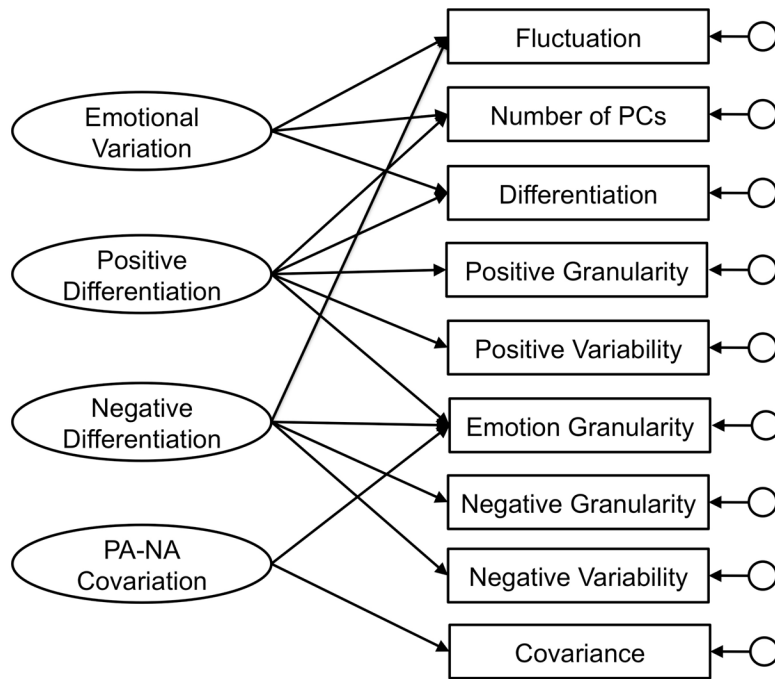 Emotional
Variation
Positive
Differentiation
Negative
Differentiation
PA-NA
Covariation
Fluctuation
Number of PCs
Differentiation
Positive Granularity
Positive Variability
Emotion Granularity
Negative Granularity
Negative Variability
Covariance